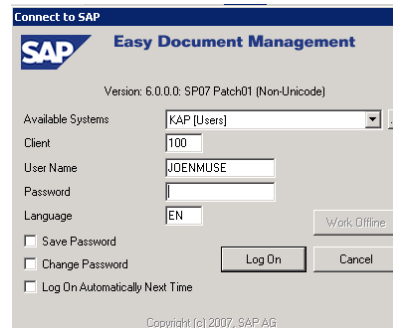 Connect to SAP
SAP Easy Document Management
Version: 6.0.0.0: SP07 Patch01 (Non-Unicode)
Available Systems KAP [Users]
Client 100
User Name JOENMUSE
Password
Language EN
Work Offline
Save Password
Change Password
Log On Cancel
Log On Automatically Next Time
Copyright (c) 2007, SAP AG